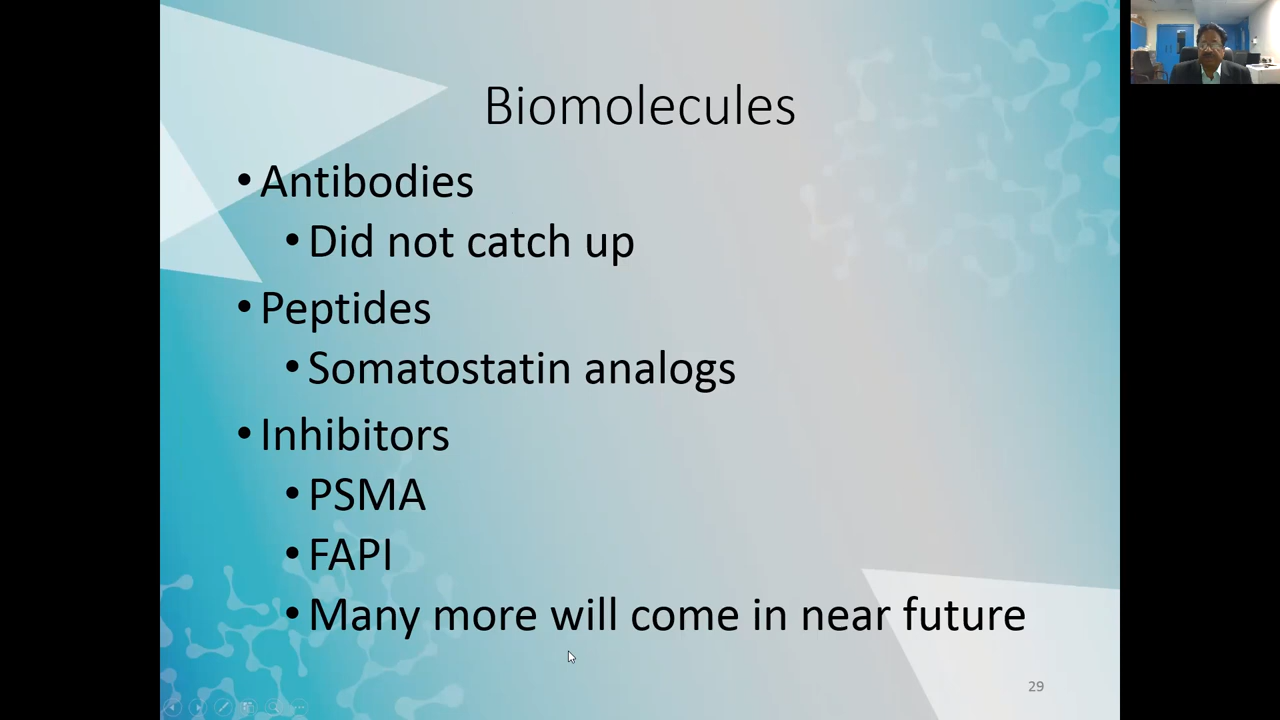 Biomolecules
• Antibodies
• Did not catch up
• Peptides
• Somatostatin analogs
• Inhibitors
• PSMA
• FAPI
• Many more will come in near future
29